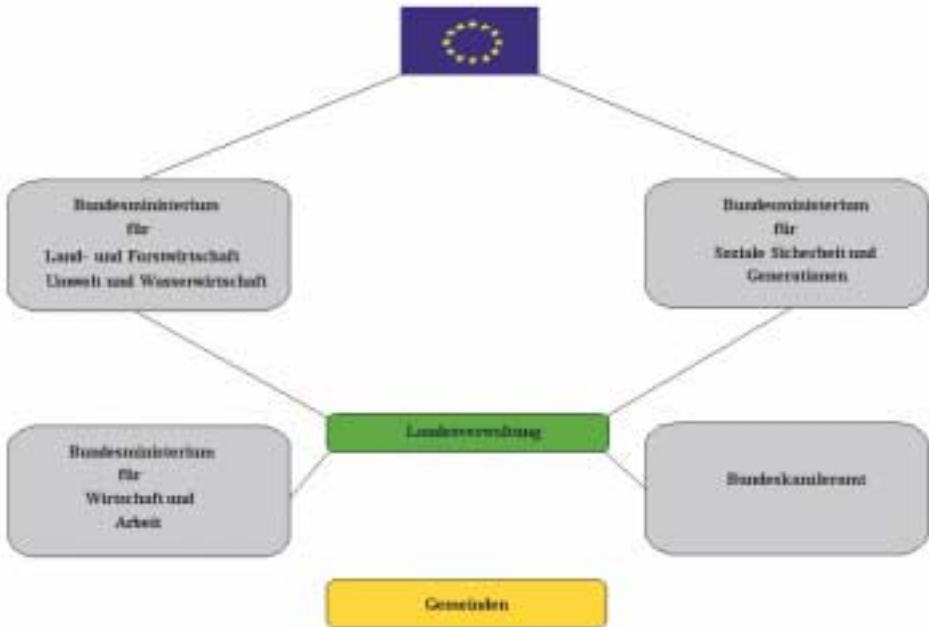 Bundesministerium
für
Land- und Forstwirtschaft
Umwelt und Wasserwirtschaft
Bundesministerium
für
Soziale Sicherheit und
Generationen
Landesverwaltung
Bundesministerium
für
Wirtschaft und
Arbeit
Bundeskanzleramt
Gemeinden